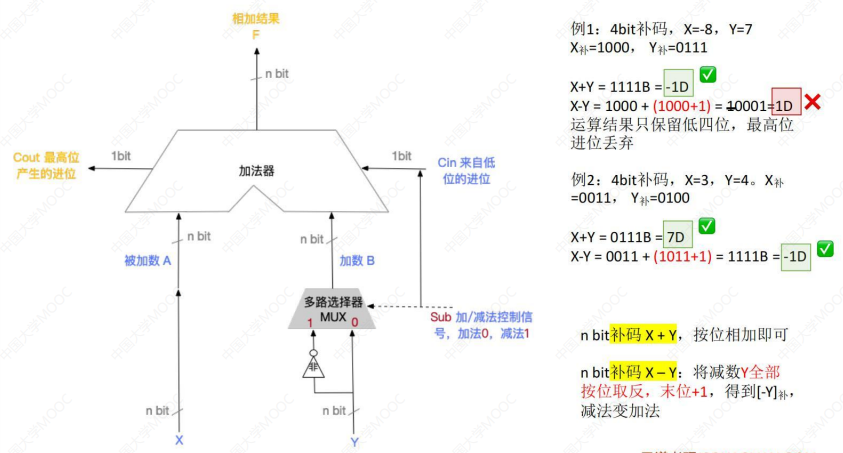 相加结果
F
n bit
Cout 最高位
产生的进位
1bit
加法器
1bit
Cin 来自低
位的进位
n bit
被加数 A
n bit
加数 B
多路选择器
MUX
1
0
Sub 加/减法控制信
号，加法0，减法1
非
n bit
n bit
X
Y
例1：4bit补码，X=-8，Y=7
X补=1000， Y补=0111
X+Y = 1111B = -1D
X-Y = 1000 + (1000+1) = 10001=1D
运算结果只保留低四位，最高位
进位丢弃
例2：4bit补码，X=3，Y=4。X补
=0011， Y补=0100
X+Y = 0111B = 7D
X-Y = 0011 + (1011+1) = 1111B = -1D
n bit补码 X + Y，按位相加即可
n bit补码 X – Y：将减数Y全部
按位取反，末位+1，得到[-Y]补，
减法变加法
中国大学MOOC